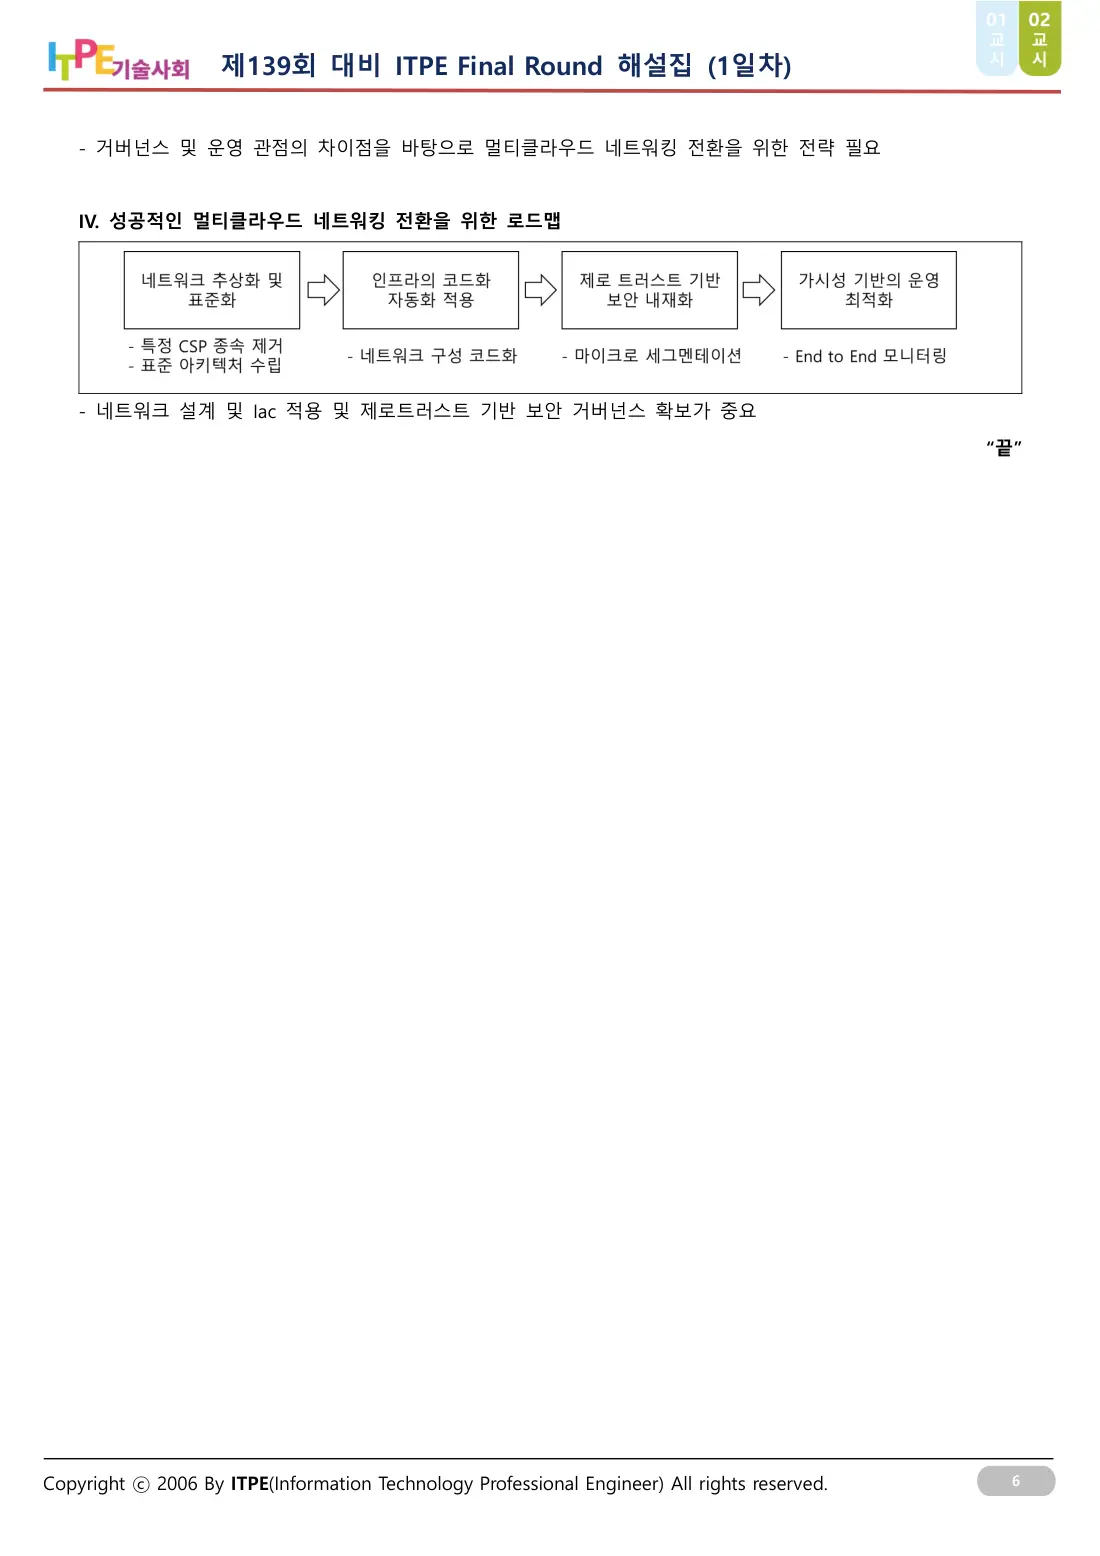 ITPE기술사회 제139회 대비 ITPE Final Round 해설집 (1일차)
01
교
시
02
교
시
- 거버넌스 및 운영 관점의 차이점을 바탕으로 멀티클라우드 네트워킹 전환을 위한 전략 필요
IV. 성공적인 멀티클라우드 네트워킹 전환을 위한 로드맵
네트워크 추상화 및
표준화
인프라의 코드화
자동화 적용
제로 트러스트 기반
보안 내재화
가시성 기반의 운영
최적화
- 특정 CSP 종속 제거
- 표준 아키텍처 수립
- 네트워크 구성 코드화
- 마이크로 세그멘테이션
- End to End 모니터링
- 네트워크 설계 및 Iac 적용 및 제로트러스트 기반 보안 거버넌스 확보가 중요
“끝”
Copyright ⓒ 2006 By ITPE(Information Technology Professional Engineer) All rights reserved.
6